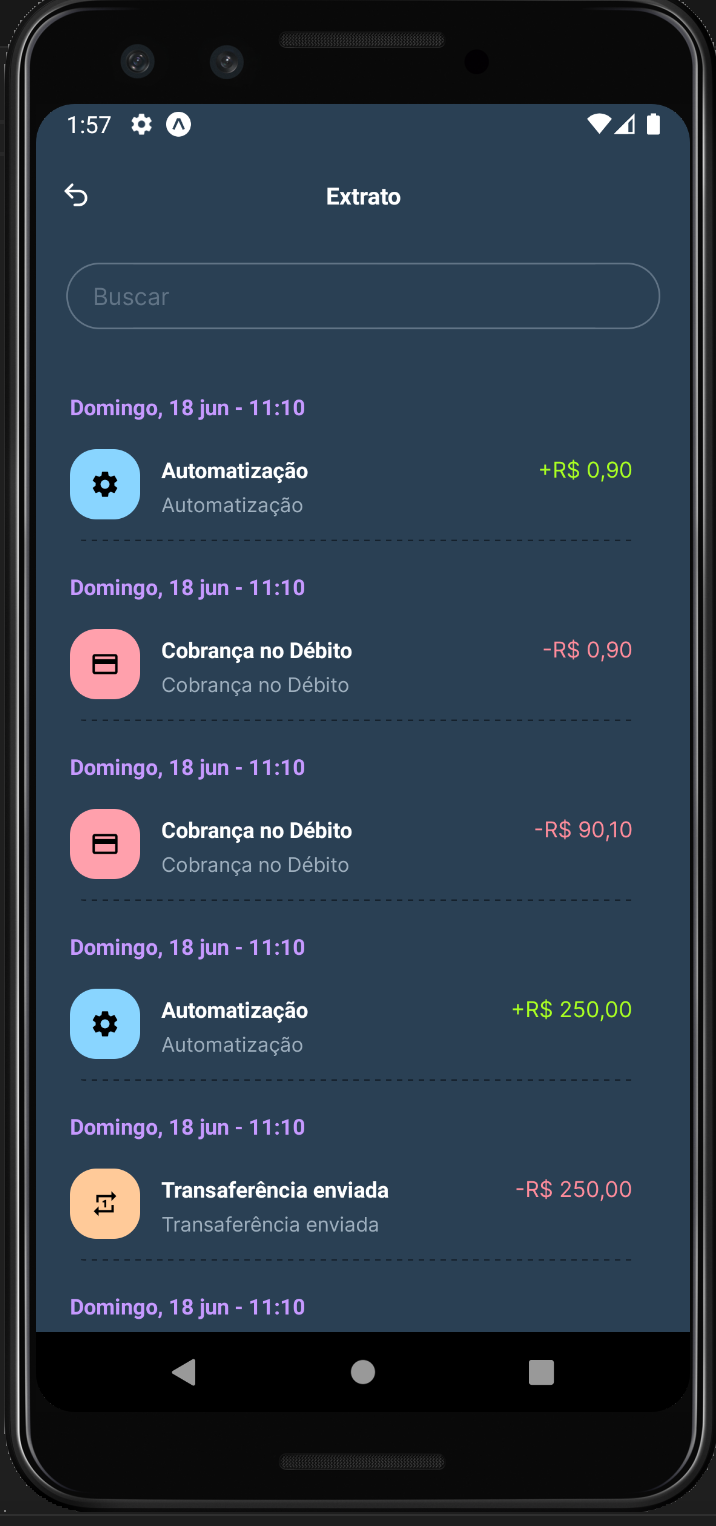 1:57
Extrato
Buscar
Domingo, 18 jun - 11:10
Automatização +R$ 0,90
Automatização
Domingo, 18 jun - 11:10
Cobrança no Débito -R$ 0,90
Cobrança no Débito
Domingo, 18 jun - 11:10
Cobrança no Débito -R$ 90,10
Cobrança no Débito
Domingo, 18 jun - 11:10
Automatização +R$ 250,00
Automatização
Domingo, 18 jun - 11:10
Transaferência enviada -R$ 250,00
Transaferência enviada
Domingo, 18 jun - 11:10